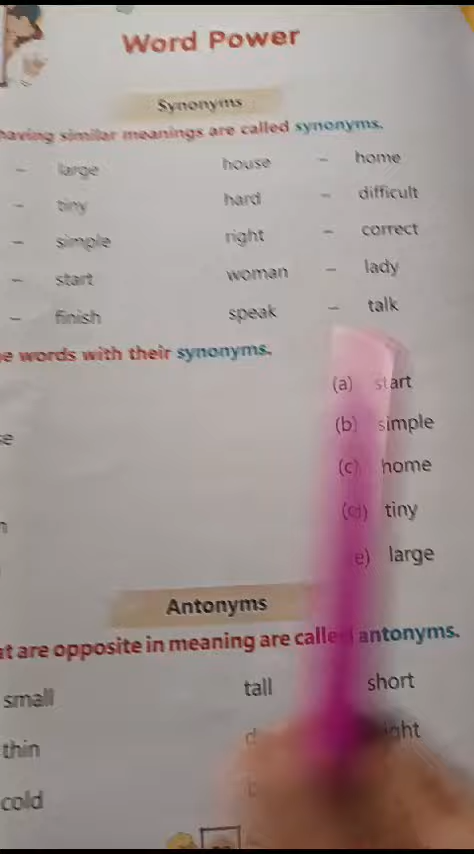 Word Power
Synonyms
having similar meanings are called synonyms.
– large house – home
– tiny hard – difficult
– simple right – correct
– start woman – lady
– finish speak – talk
words with their synonyms.
(a) start
(b) simple
(c) home
(d) tiny
e) large
Antonyms
are opposite in meaning are called antonyms.
small tall short
thin
cold